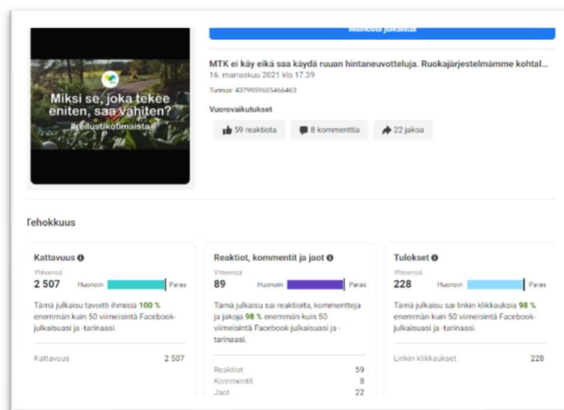 Mainosta julkaisua
MTK ei käy eikä saa käydä ruuan hintaneuvotteluja. Ruokajärjestelmämme kohtal...
16. marraskuu 2021 klo 17.39
Tunnus: 4379959605466463
Vuorovaikutukset
59 reaktiota
8 kommenttia
22 jakoa
Miksi se, joka tekee
eniten, saa vähiten?
#reilustikotimaista
Tehokkuus
Kattavuus
Yhteensä
2 507 Huonoin Paras
Tämä julkaisu tavoitti ihmisiä 100 %
enemmän kuin 50 viimeisintä Facebook-
julkaisuasi ja -tarinaasi.
Kattavuus 2 507
Reaktiot, kommentit ja jaot
Yhteensä
89 Huonoin Paras
Tämä julkaisu sai reaktioita, kommentteja
ja jakoja 98 % enemmän kuin 50
viimeisintä Facebook-julkaisuasi ja -
tarinaasi.
Reaktiot 59
Kommentit 8
Jaot 22
Tulokset
Yhteensä
228 Huonoin Paras
Tämä julkaisu sai linkin klikkauksia 98 %
enemmän kuin 50 viimeisintä Facebook-
julkaisuasi ja -tarinaasi.
Linkin klikkaukset 228